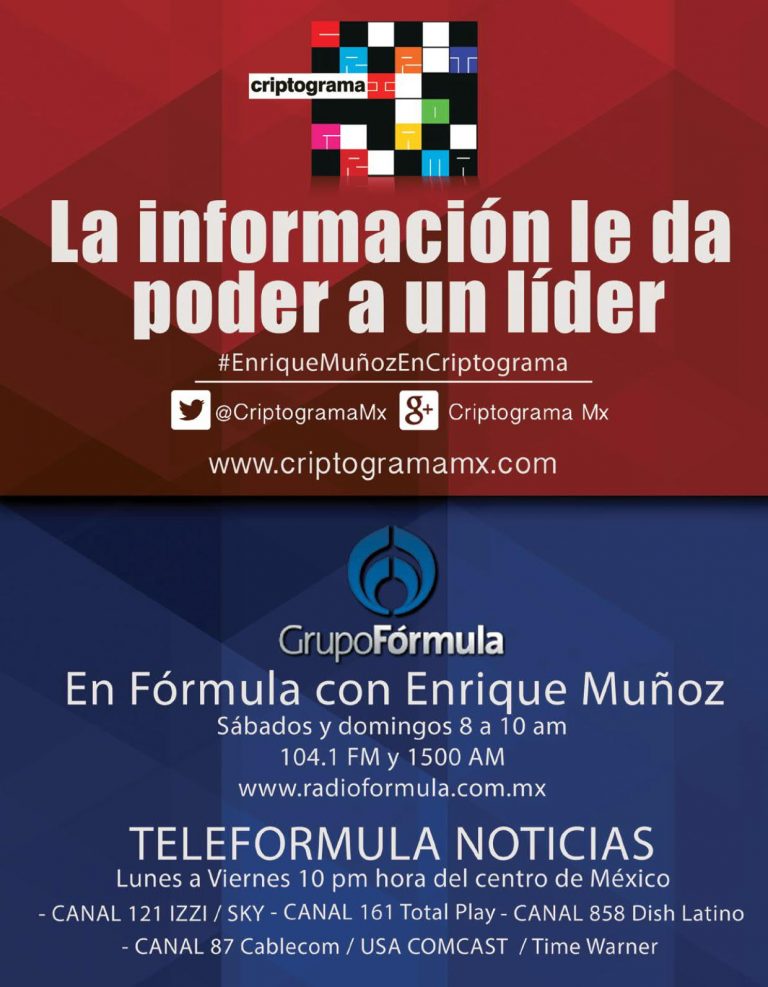 criptograma
La información le da
poder a un líder
#EnriqueMuñozEnCriptograma
@CriptogramaMx g+ Criptograma Mx
www.criptogramamx.com
GrupoFórmula
En Fórmula con Enrique Muñoz
Sábados y domingos 8 a 10 am
104.1 FM y 1500 AM
www.radioformula.com.mx
TELEFORMULA NOTICIAS
Lunes a Viernes 10 pm hora del centro de México
- CANAL 121 IZZI / SKY - CANAL 161 Total Play - CANAL 858 Dish Latino
- CANAL 87 Cablecom / USA COMCAST / Time Warner